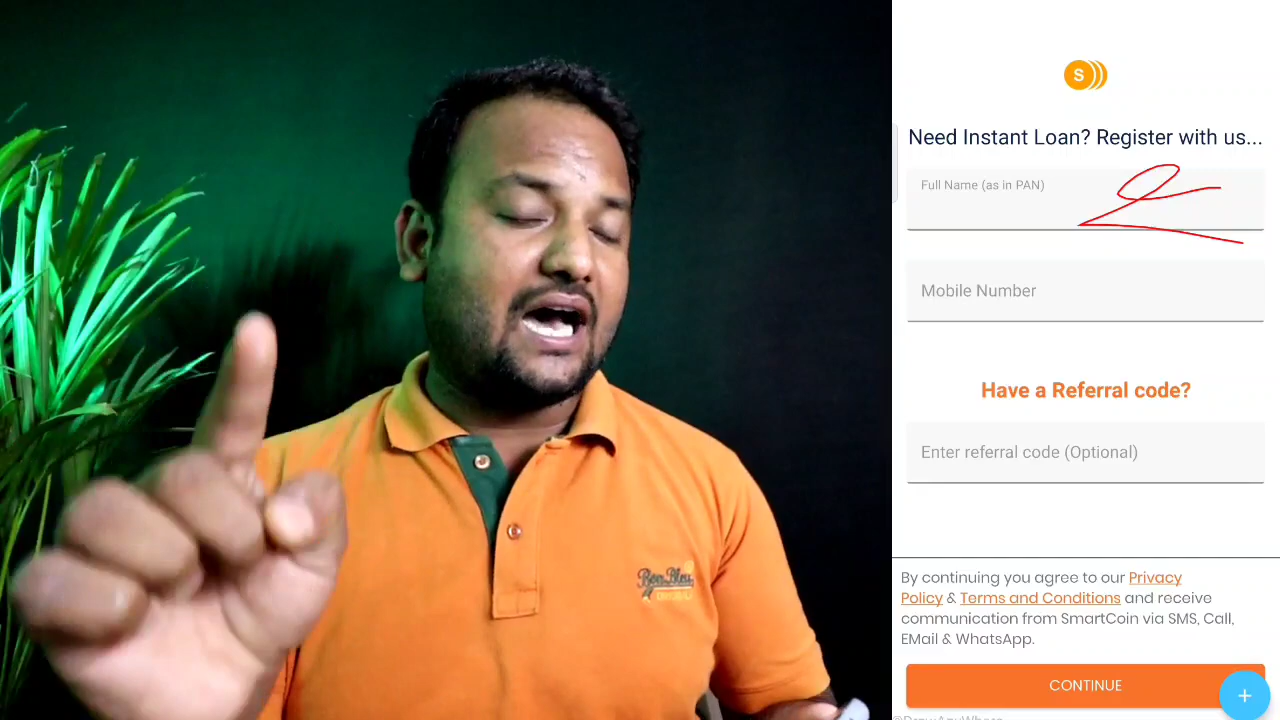 S
Need Instant Loan? Register with us...
Full Name (as in PAN)
Mobile Number
Have a Referral code?
Enter referral code (Optional)
By continuing you agree to our Privacy
Policy & Terms and Conditions and receive
communication from SmartCoin via SMS, Call,
EMail & WhatsApp.
CONTINUE
+
Bon Bleu